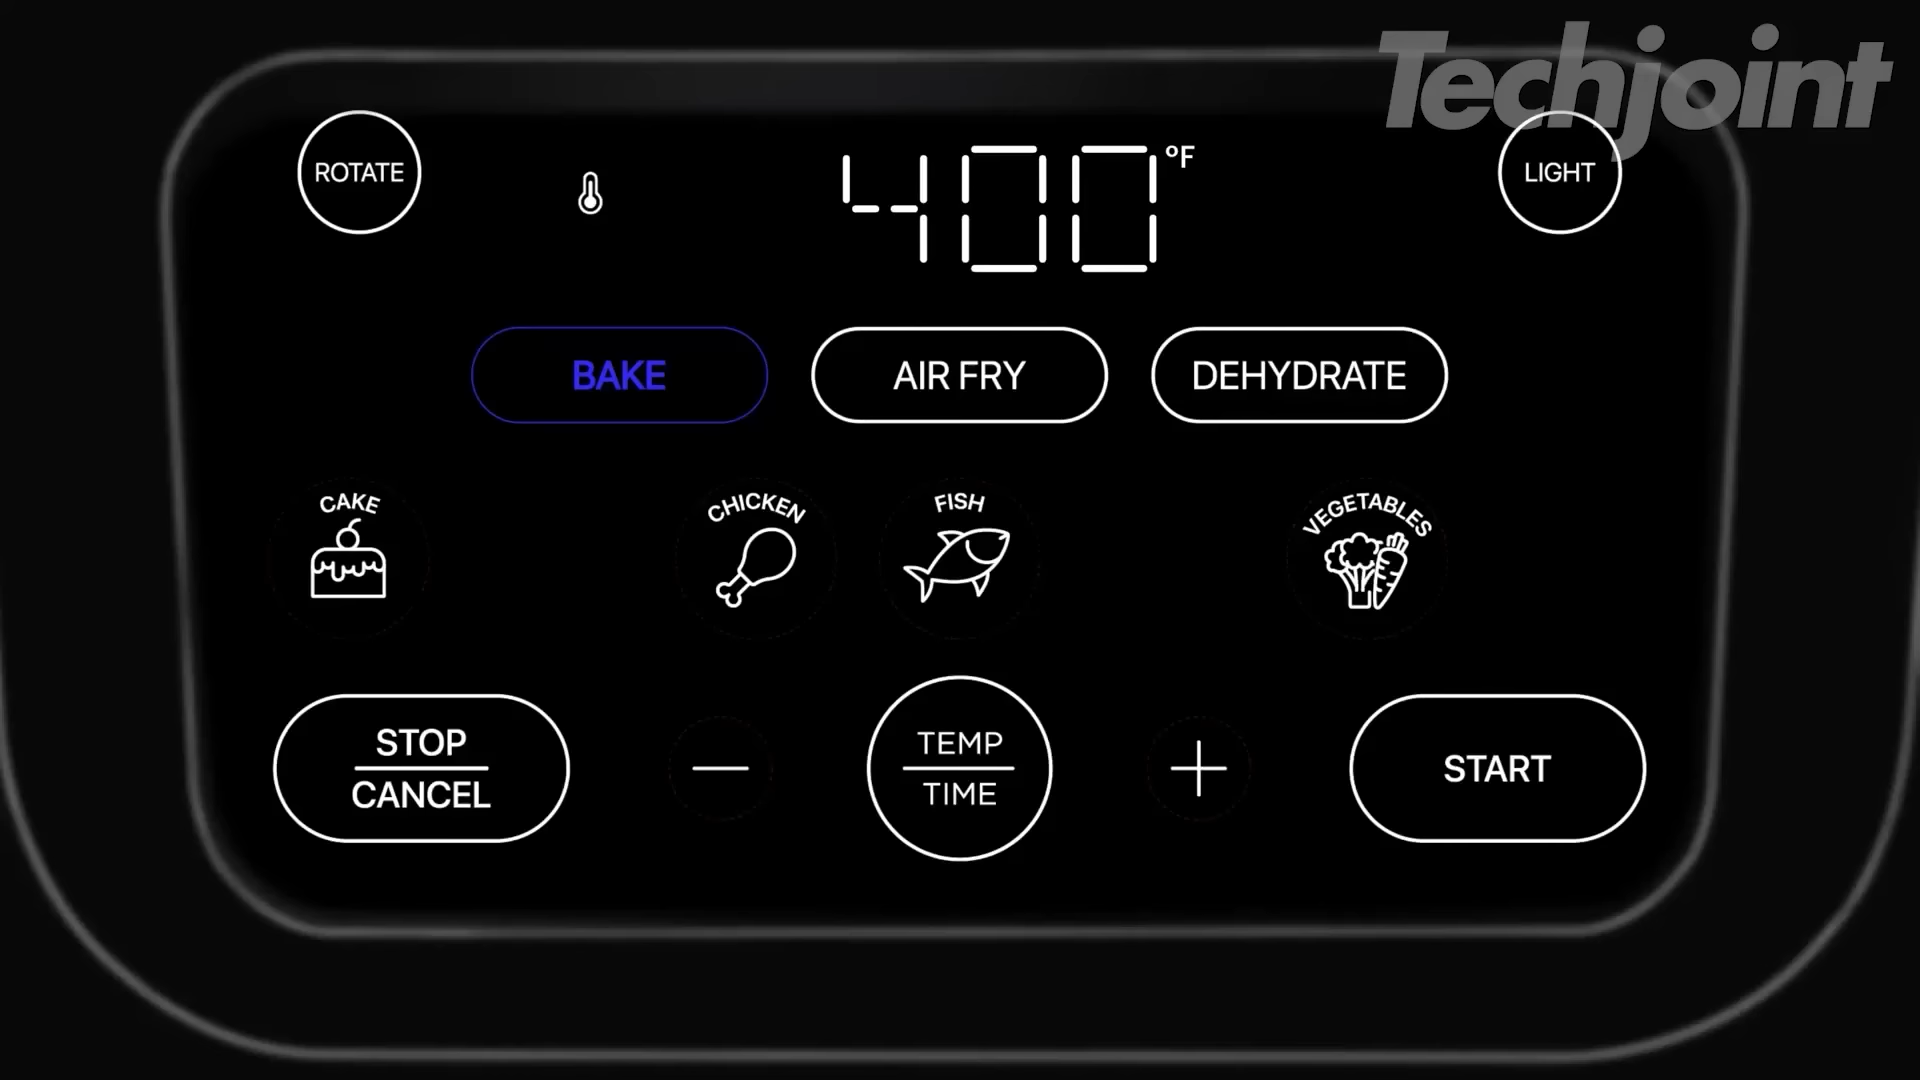 Techjoint
ROTATE
400 °F
LIGHT
BAKE
AIR FRY
DEHYDRATE
CAKE
CHICKEN
FISH
VEGETABLES
STOP
CANCEL
−
TEMP
TIME
+
START